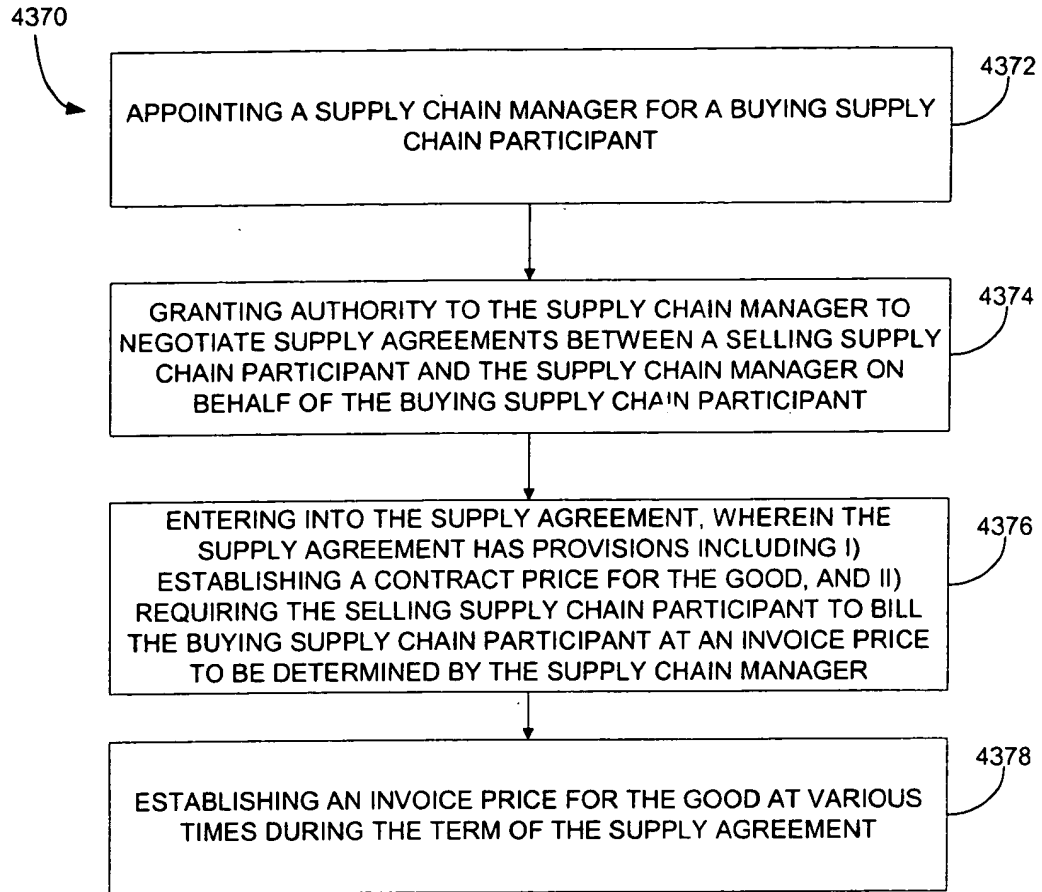 4370
4372
APPOINTING A SUPPLY CHAIN MANAGER FOR A BUYING SUPPLY
CHAIN PARTICIPANT
4374
GRANTING AUTHORITY TO THE SUPPLY CHAIN MANAGER TO
NEGOTIATE SUPPLY AGREEMENTS BETWEEN A SELLING SUPPLY
CHAIN PARTICIPANT AND THE SUPPLY CHAIN MANAGER ON
BEHALF OF THE BUYING SUPPLY CHAIN PARTICIPANT
4376
ENTERING INTO THE SUPPLY AGREEMENT, WHEREIN THE
SUPPLY AGREEMENT HAS PROVISIONS INCLUDING I)
ESTABLISHING A CONTRACT PRICE FOR THE GOOD, AND II)
REQUIRING THE SELLING SUPPLY CHAIN PARTICIPANT TO BILL
THE BUYING SUPPLY CHAIN PARTICIPANT AT AN INVOICE PRICE
TO BE DETERMINED BY THE SUPPLY CHAIN MANAGER
4378
ESTABLISHING AN INVOICE PRICE FOR THE GOOD AT VARIOUS
TIMES DURING THE TERM OF THE SUPPLY AGREEMENT